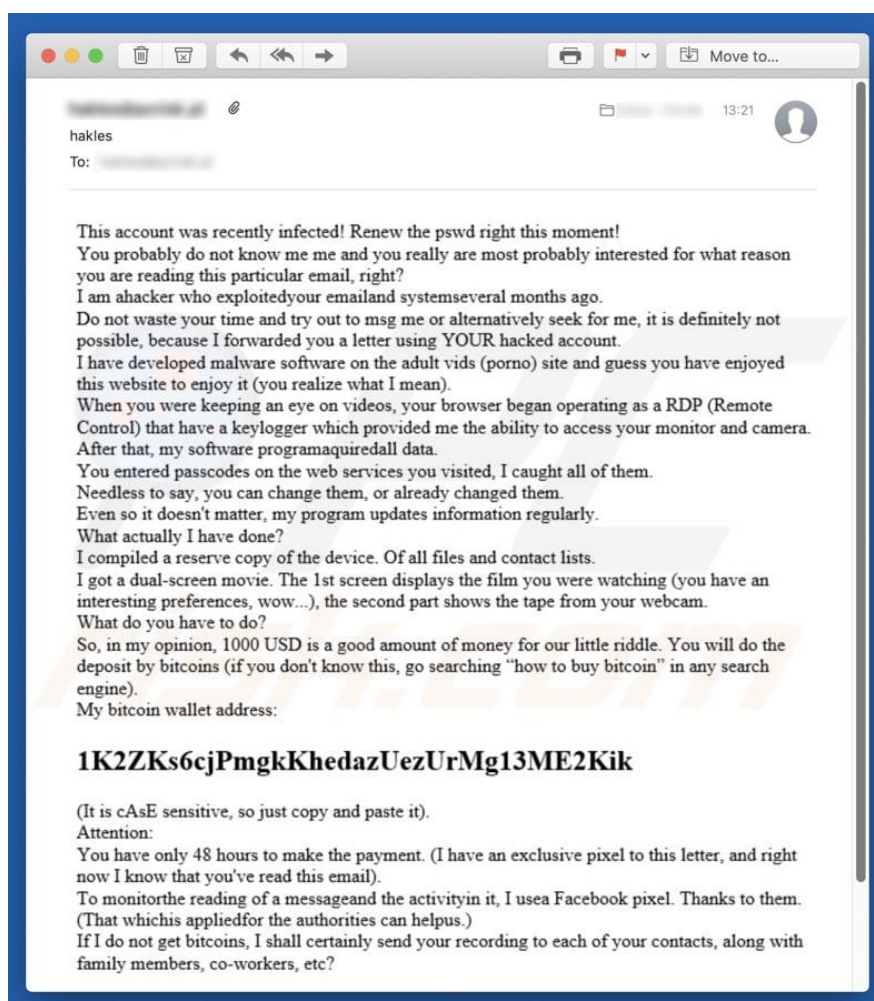 Move to...
13:21
hakles
To:
This account was recently infected! Renew the pswd right this moment!
You probably do not know me me and you really are most probably interested for what reason
you are reading this particular email, right?
I am ahacker who exploitedyour emailand systemseveral months ago.
Do not waste your time and try out to msg me or alternatively seek for me, it is definitely not
possible, because I forwarded you a letter using YOUR hacked account.
I have developed malware software on the adult vids (porno) site and guess you have enjoyed
this website to enjoy it (you realize what I mean).
When you were keeping an eye on videos, your browser began operating as a RDP (Remote
Control) that have a keylogger which provided me the ability to access your monitor and camera.
After that, my software programaquiredall data.
You entered passcodes on the web services you visited, I caught all of them.
Needless to say, you can change them, or already changed them.
Even so it doesn't matter, my program updates information regularly.
What actually I have done?
I compiled a reserve copy of the device. Of all files and contact lists.
I got a dual-screen movie. The 1st screen displays the film you were watching (you have an
interesting preferences, wow...), the second part shows the tape from your webcam.
What do you have to do?
So, in my opinion, 1000 USD is a good amount of money for our little riddle. You will do the
deposit by bitcoins (if you don't know this, go searching “how to buy bitcoin” in any search
engine).
My bitcoin wallet address:
1K2ZKs6cjPmgkKhedazUezUrMg13ME2Kik
(It is cAsE sensitive, so just copy and paste it).
Attention:
You have only 48 hours to make the payment. (I have an exclusive pixel to this letter, and right
now I know that you've read this email).
To monitorthe reading of a messageand the activityin it, I usea Facebook pixel. Thanks to them.
(That whichis appliedfor the authorities can helpus.)
If I do not get bitcoins, I shall certainly send your recording to each of your contacts, along with
family members, co-workers, etc?